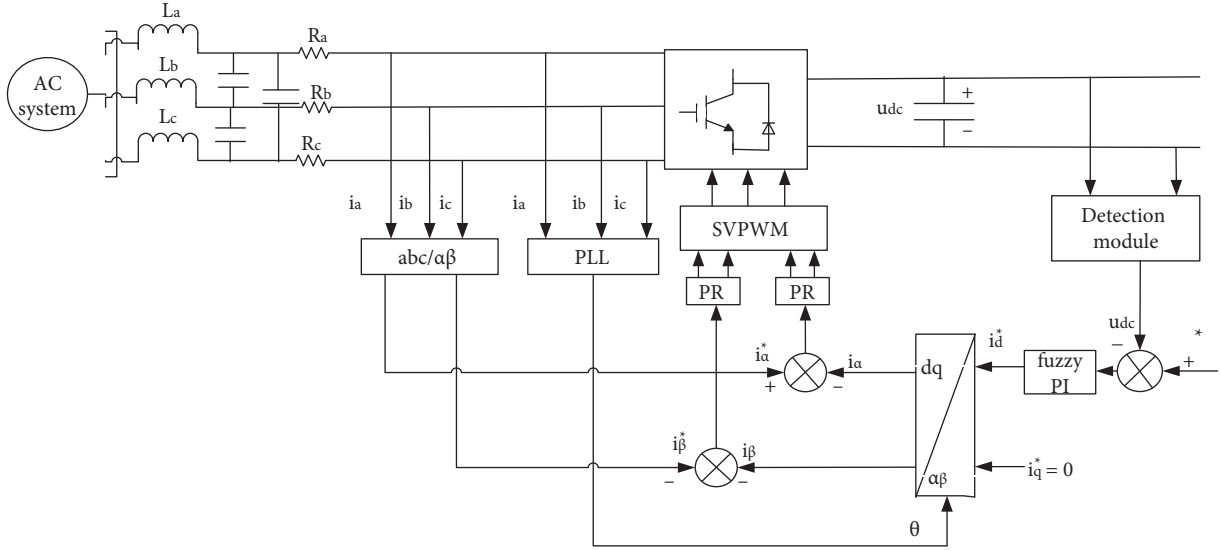 La
Ra
AC
system
Lb
Rb
Lc
Rc
udc
+
−
ia
ib
ic
ia
ib
ic
SVPWM
Detection
module
abc/αβ
PLL
PR
PR
udc
−
*
+
iα*
+
iα
−
dq
id*
fuzzy
PI
iβ*
−
iβ
−
αβ
iq* = 0
θ